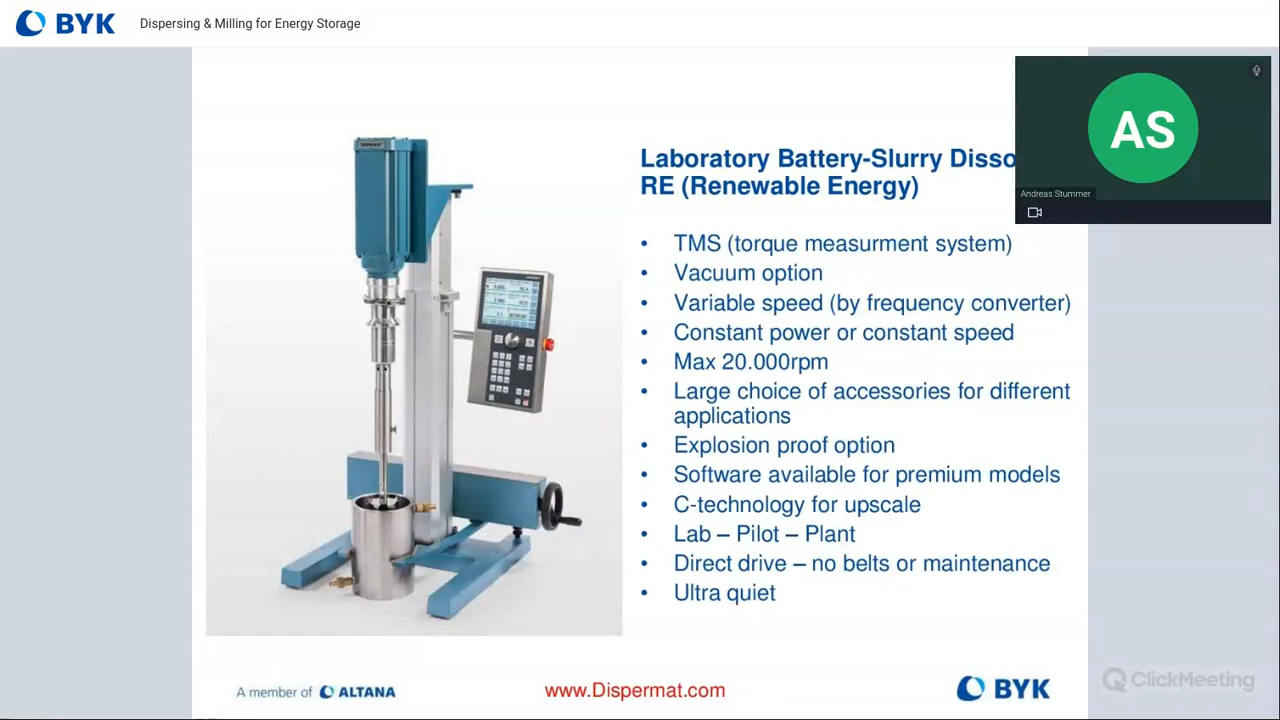 BYK
Dispersing & Milling for Energy Storage
AS
Andreas Stummer
Laboratory Battery-Slurry
RE (Renewable Energy)
• TMS (torque measurment system)
• Vacuum option
• Variable speed (by frequency converter)
• Constant power or constant speed
• Max 20.000rpm
• Large choice of accessories for different
applications
• Explosion proof option
• Software available for premium models
• C-technology for upscale
• Lab – Pilot – Plant
• Direct drive – no belts or maintenance
• Ultra quiet
A member of ALTANA
www.Dispermat.com
BYK
ClickMeeting